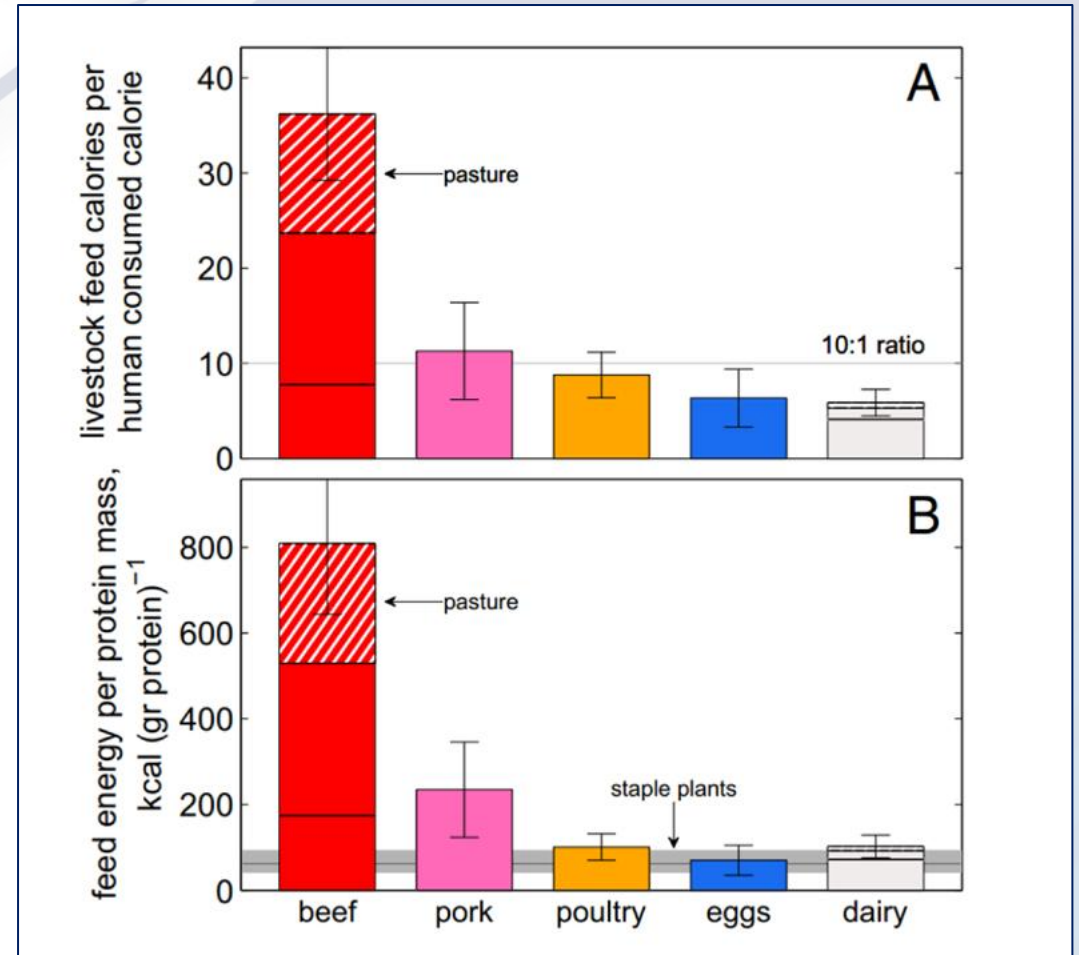 livestock feed calories per
human consumed calorie
40
30
20
10
0
A
pasture
10:1 ratio
feed energy per protein mass,
kcal (gr protein)⁻¹
800
600
400
200
0
B
pasture
staple plants
beef pork poultry eggs dairy